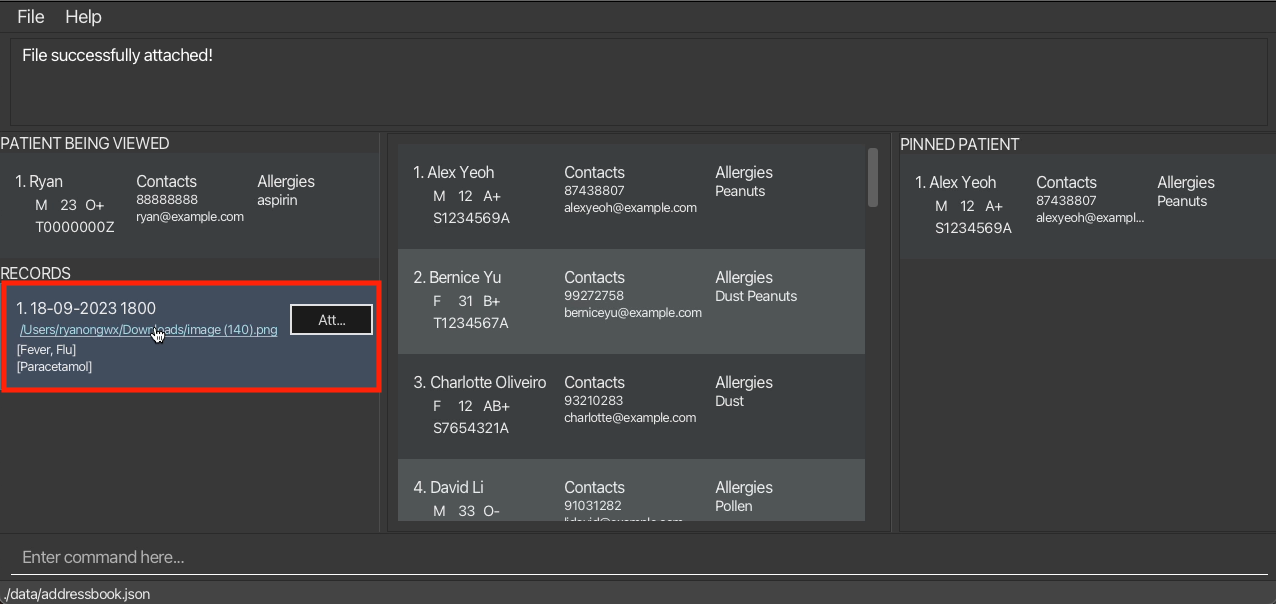 File Help
File successfully attached!
PATIENT BEING VIEWED
1. Ryan
M 23 O+
T0000000Z
Contacts
88888888
ryan@example.com
Allergies
aspirin
RECORDS
1. 18-09-2023 1800
/Users/ryanongwx/Downloads/image (140).png
[Fever, Flu]
[Paracetamol]
Att...
1. Alex Yeoh
M 12 A+
S1234569A
Contacts
87438807
alexyeoh@example.com
Allergies
Peanuts
2. Bernice Yu
F 31 B+
T1234567A
Contacts
99272758
berniceyu@example.com
Allergies
Dust Peanuts
3. Charlotte Oliveiro
F 12 AB+
S7654321A
Contacts
93210283
charlotte@example.com
Allergies
Dust
4. David Li
M 33 O-
Contacts
91031282
Allergies
Pollen
PINNED PATIENT
1. Alex Yeoh
M 12 A+
S1234569A
Contacts
87438807
alexyeoh@exampl...
Allergies
Peanuts
Enter command here...
./data/addressbook.json